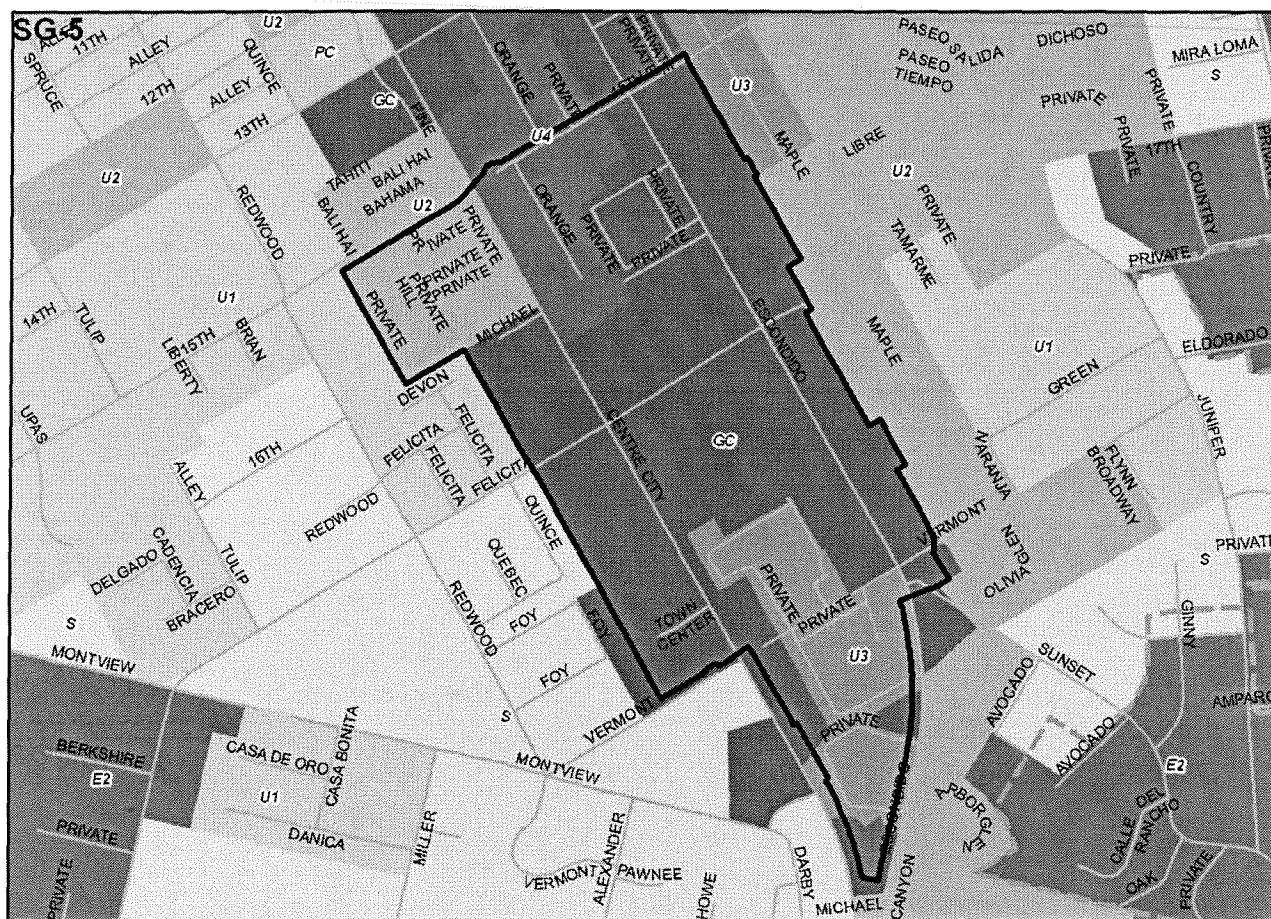 SG-5
U2
SPRUCE
11TH
ALLEY
12TH
ALLEY
13TH
QUINCE
PC
GC
PINE
ORANGE
PRIVATE
PRIVATE
PRIVATE
U3
PASEO SALIDA
PASEO
TIEMPO
DICHOSO
MIRA LOMA
S
PRIVATE
PRIVATE
PRIVATE
17TH
COUNTRY
PRIVATE
U4
MAPLE
LIBRE
U2
U2
TAHITI
BALI HAI
BAHAMA
U2
REDWOOD
BALI HAI
PRIVATE
PRIVATE
PRIVATE
PRIVATE
HILL
PRIVATE
PRIVATE
MICHAEL
ORANGE
PRIVATE
PRIVATE
PRIVATE
ESCONDIDO
PRIVATE
TAMARME
PRIVATE
14TH
TULIP
U1
15TH
LIBERTY
BRIAN
MAPLE
U1
GREEN
ELDORADO
UPAS
DEVON
FELICITA
FELICITA
FELICITA
FELICITA
CENTRE CITY
GC
JUNIPER
16TH
ALLEY
REDWOOD
QUINCE
NARANJA
FLYNN
BROADWAY
VERMONT
GLEN
OLIVIA
S
PRIVATE
DELGADO
CADENCIA
TULIP
BRACERO
QUEBEC
REDWOOD
FOY
FOY
FOY
TOWN
CENTER
PRIVATE
PRIVATE
U3
GINNY
SUNSET
AVOCADO
AVOCADO
AMPARO
S
MONTVIEW
S
VERMONT
PRIVATE
BERKSHIRE
E2
CASA DE ORO
CASA BONITA
U1
MONTVIEW
ESCONDIDO
ARBOR GLEN
E2
CALLE DEL
RANCHO
OAK
PRIVATE
PRIVATE
PRIVATE
DANICA
MILLER
VERMONT
ALEXANDER
PAWNEE
HOWE
DARBY
MICHAEL
CANYON